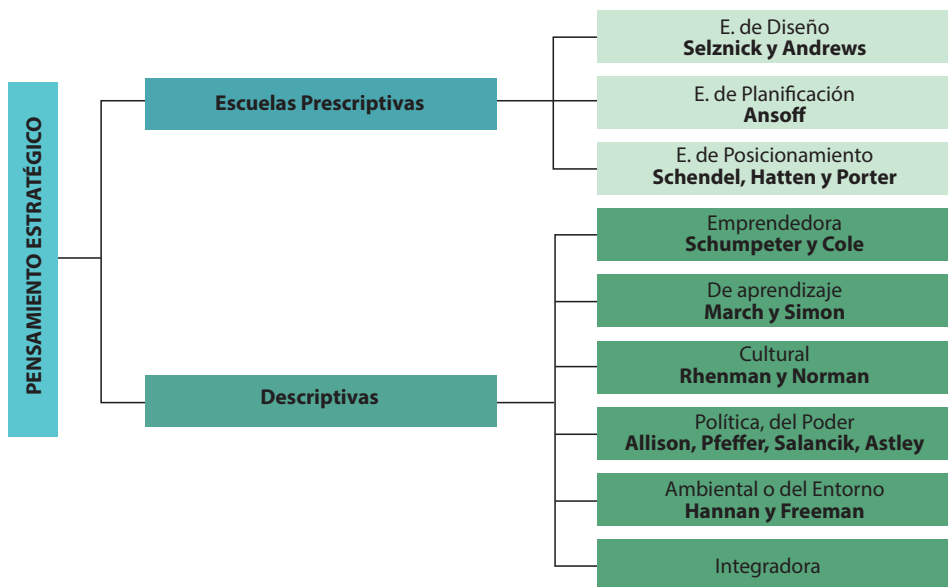 PENSAMIENTO ESTRATÉGICO
Escuelas Prescriptivas
E. de Diseño
Selznick y Andrews
E. de Planificación
Ansoff
E. de Posicionamiento
Schendel, Hatten y Porter
Descriptivas
Emprendedora
Schumpeter y Cole
De aprendizaje
March y Simon
Cultural
Rhenman y Norman
Política, del Poder
Allison, Pfeffer, Salancik, Astley
Ambiental o del Entorno
Hannan y Freeman
Integradora